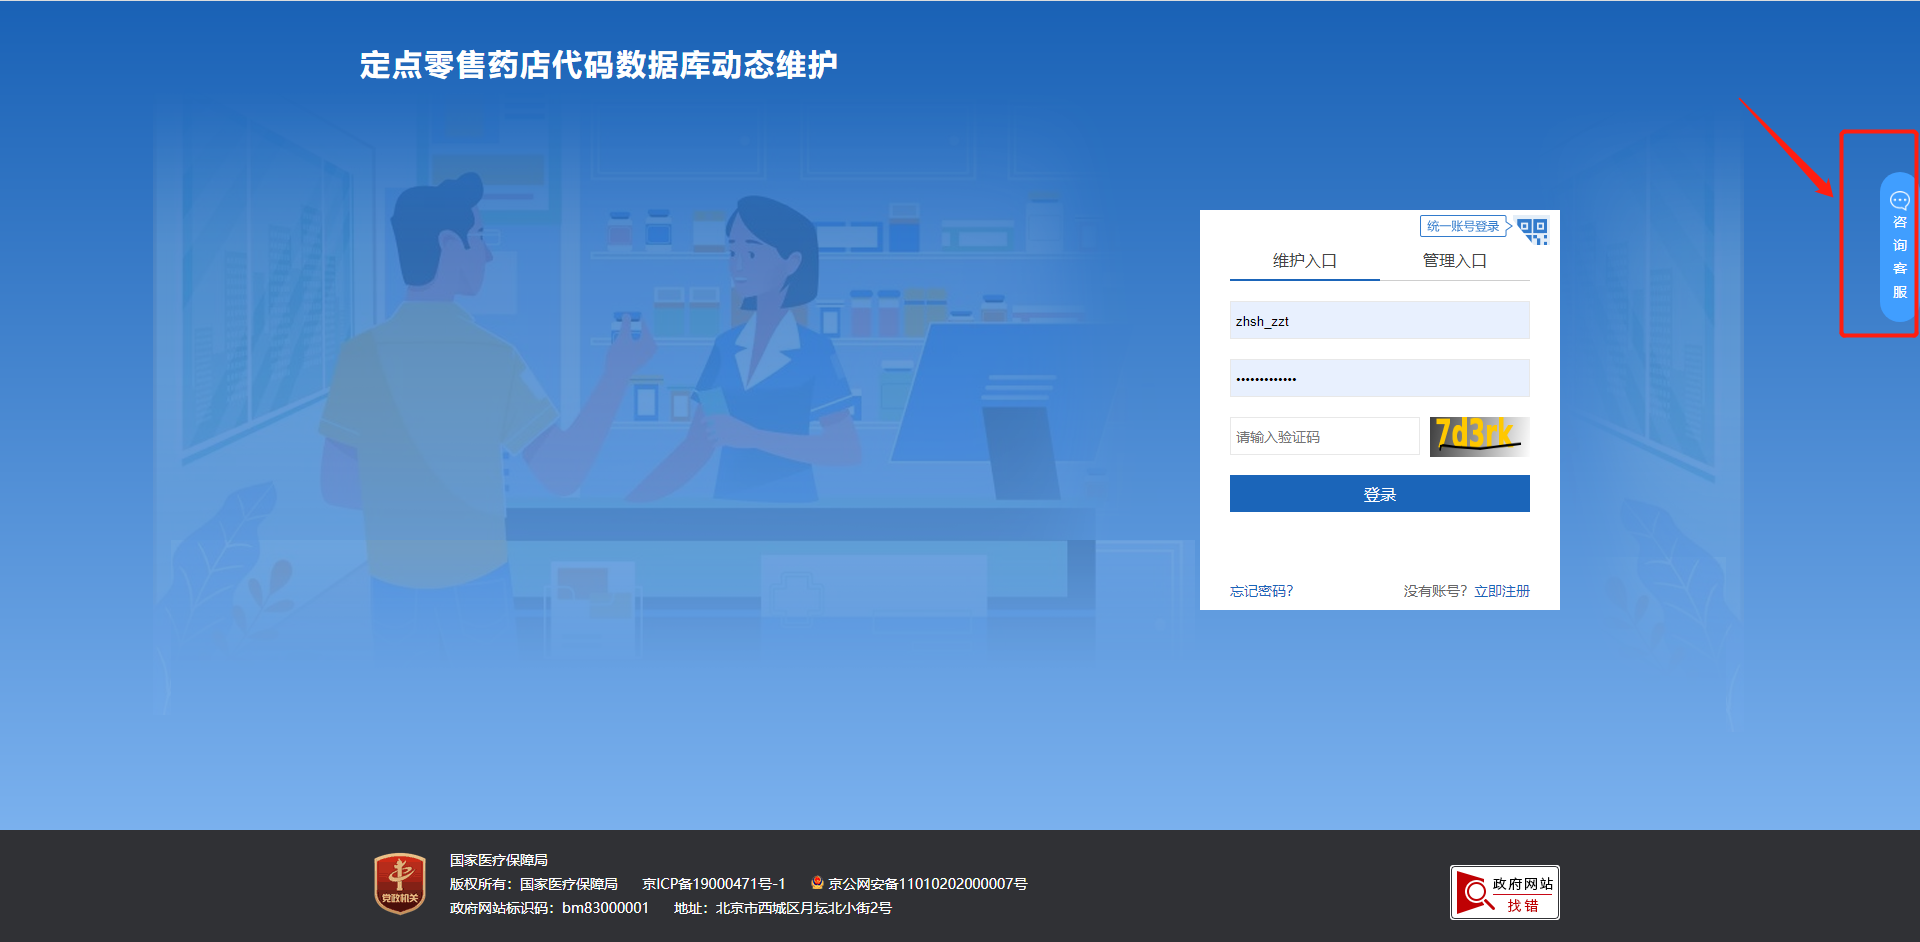 定点零售药店代码数据库动态维护
统一账号登录
维护入口
管理入口
zhsh_zzt
•••••••••••••
请输入验证码
7d3rk
登录
忘记密码?
没有账号? 立即注册
咨询客服
国家医疗保障局
版权所有：国家医疗保障局 京ICP备19000471号-1 京公网安备11010202000007号
政府网站标识码：bm83000001 地址：北京市西城区月坛北小街2号
党政机关
政府网站
找错